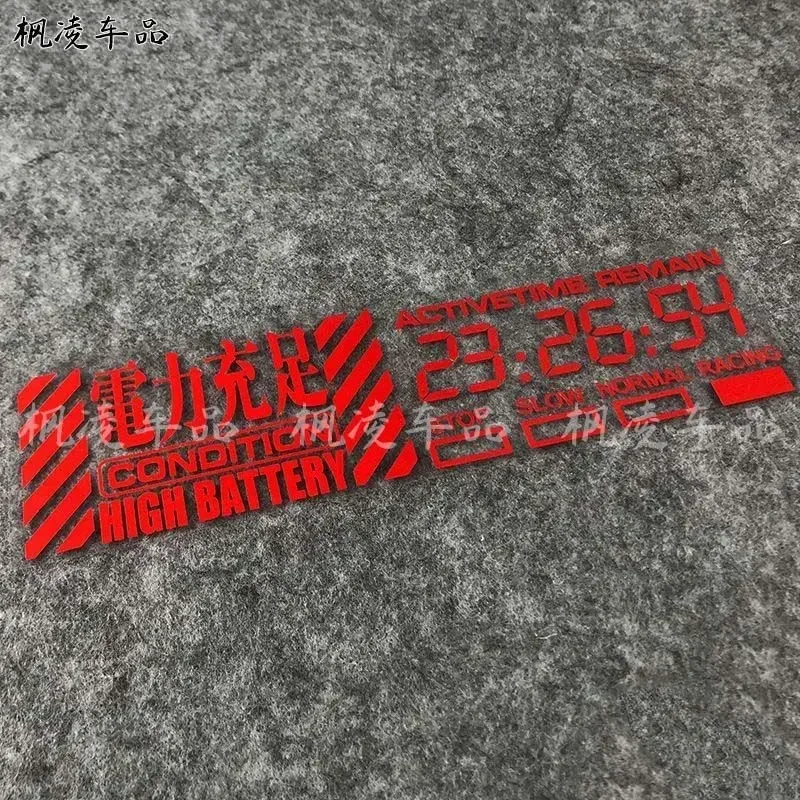 枫凌车品
電力充足
CONDITION
HIGH BATTERY
ACTIVETIME REMAIN
23:26:54
STOP SLOW NORMAL RACING
枫凌车品 枫凌车品 枫凌车品